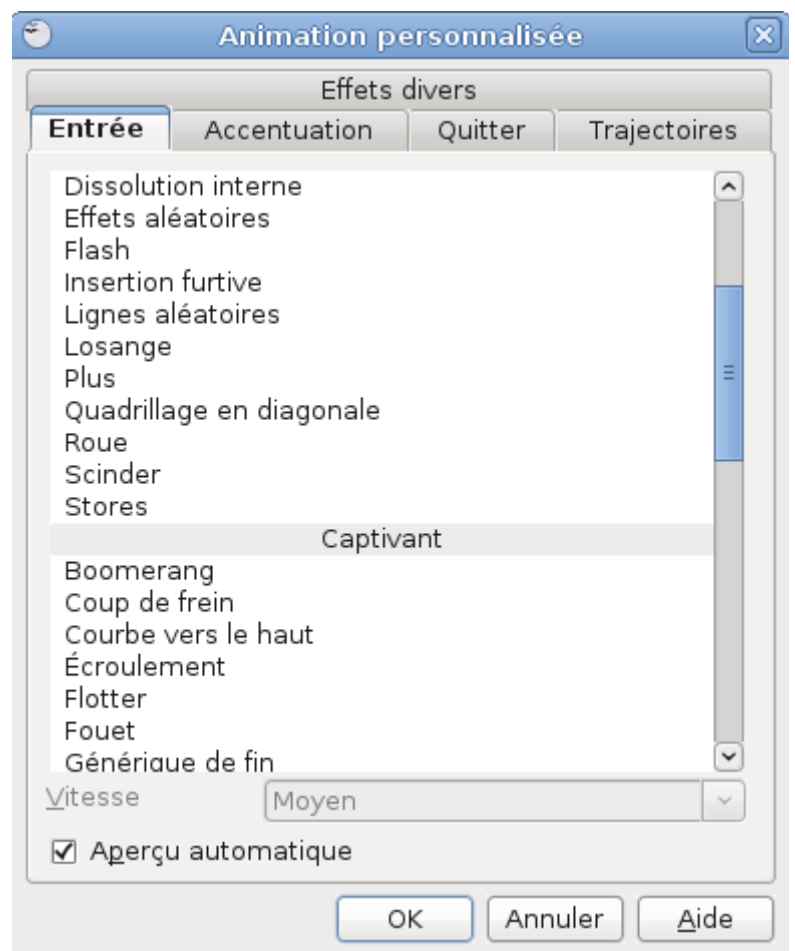 Animation personnalisée
Effets divers
Entrée Accentuation Quitter Trajectoires
Dissolution interne
Effets aléatoires
Flash
Insertion furtive
Lignes aléatoires
Losange
Plus
Quadrillage en diagonale
Roue
Scinder
Stores
Captivant
Boomerang
Coup de frein
Courbe vers le haut
Écroulement
Flotter
Fouet
Générique de fin
Vitesse Moyen
Aperçu automatique
OK Annuler Aide